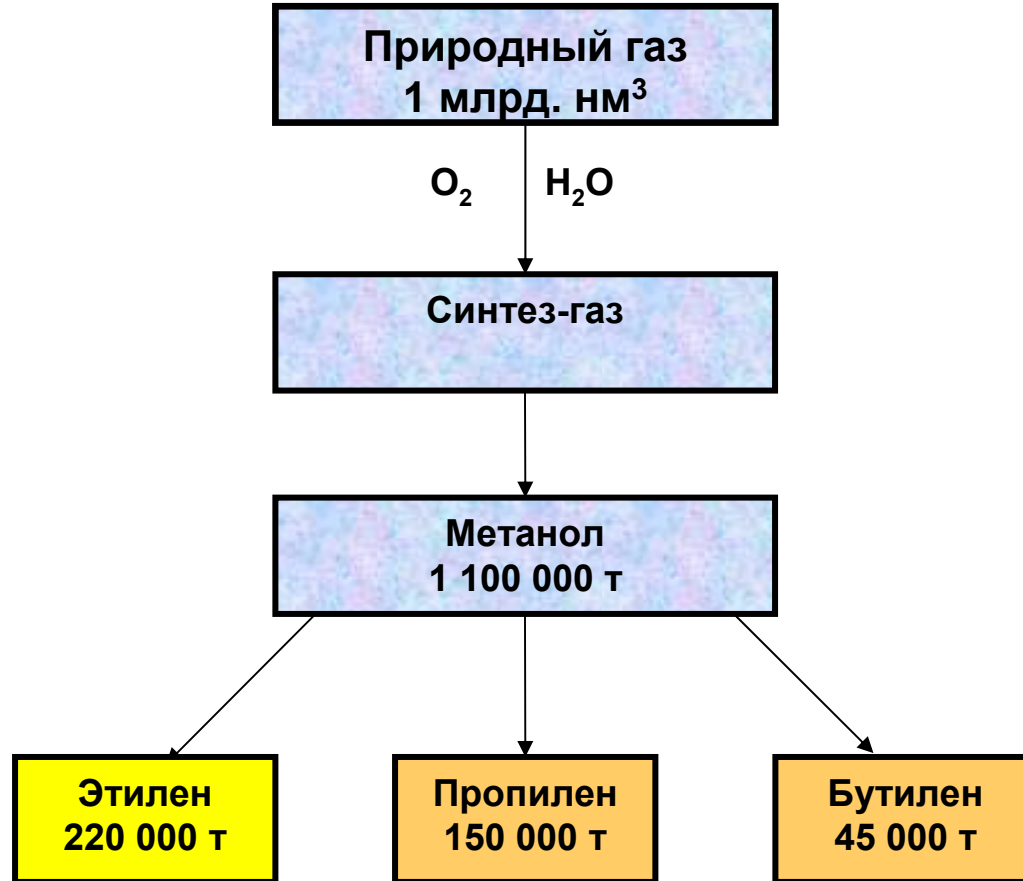 Природный газ
1 млрд. нм³
O₂ H₂O
Синтез-газ
Метанол
1 100 000 т
Этилен
220 000 т
Пропилен
150 000 т
Бутилен
45 000 т